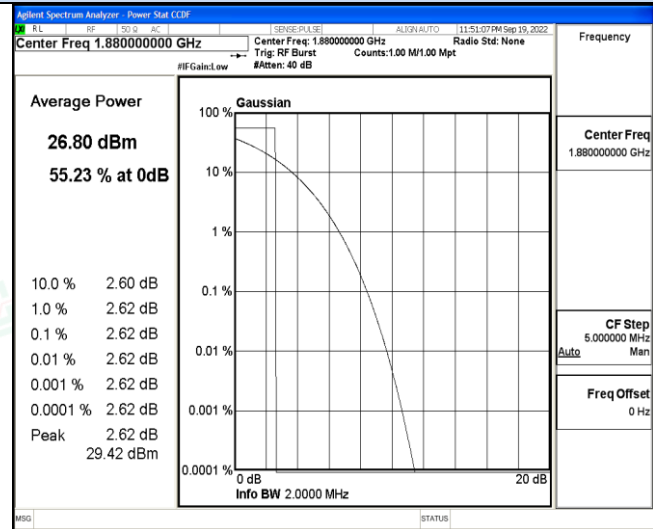 Agilent Spectrum Analyzer - Power Stat CCDF
RL RF 50 Ω AC SENSE:PULSE ALIGN AUTO 11:51:07 PM Sep 19, 2022
Center Freq 1.880000000 GHz
Center Freq: 1.880000000 GHz Radio Std: None
Trig: RF Burst Counts:1.00 M/1.00 Mpt
#IFGain:Low #Atten: 40 dB
Frequency
Average Power
26.80 dBm
55.23 % at 0dB
10.0 % 2.60 dB
1.0 % 2.62 dB
0.1 % 2.62 dB
0.01 % 2.62 dB
0.001 % 2.62 dB
0.0001 % 2.62 dB
Peak 2.62 dB
29.42 dBm
Gaussian
100 %
10 %
1 %
0.1 %
0.01 %
0.001 %
0.0001 %
0 dB 20 dB
Info BW 2.0000 MHz
Center Freq
1.880000000 GHz
CF Step
5.000000 MHz
Auto Man
Freq Offset
0 Hz
MSG STATUS